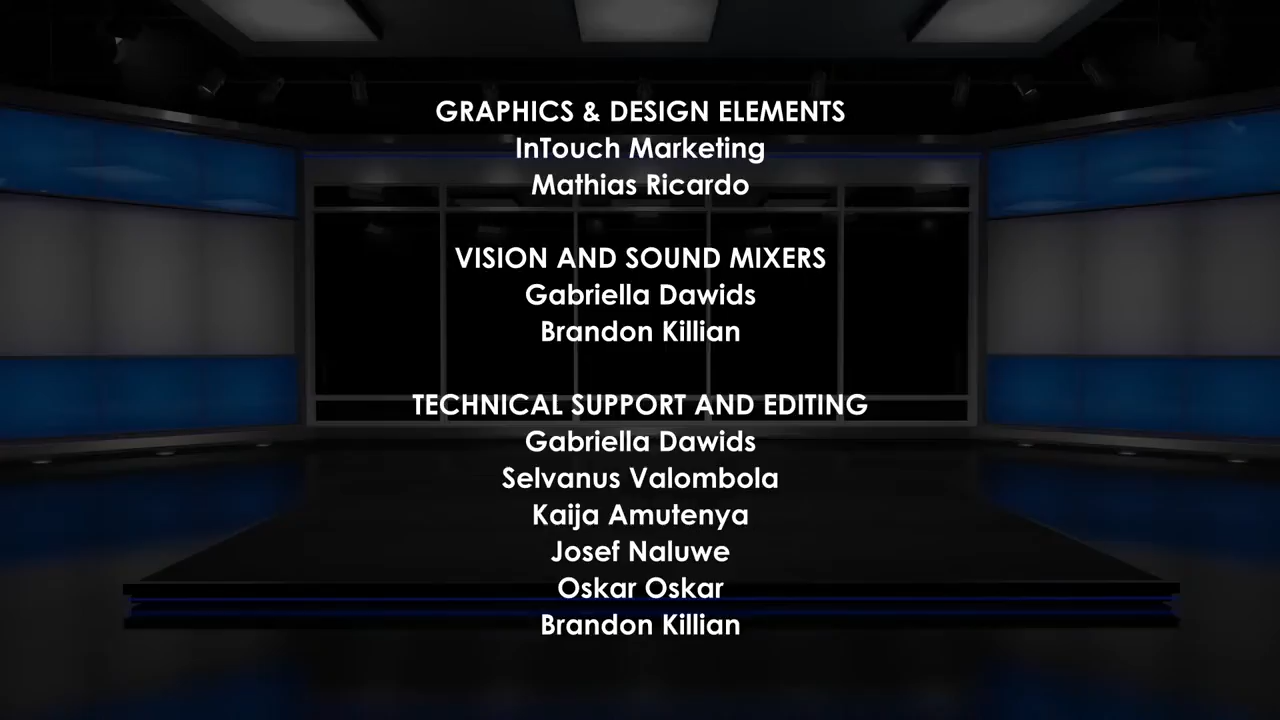 GRAPHICS & DESIGN ELEMENTS
InTouch Marketing
Mathias Ricardo
VISION AND SOUND MIXERS
Gabriella Dawids
Brandon Killian
TECHNICAL SUPPORT AND EDITING
Gabriella Dawids
Selvanus Valombola
Kaija Amutenya
Josef Naluwe
Oskar Oskar
Brandon Killian